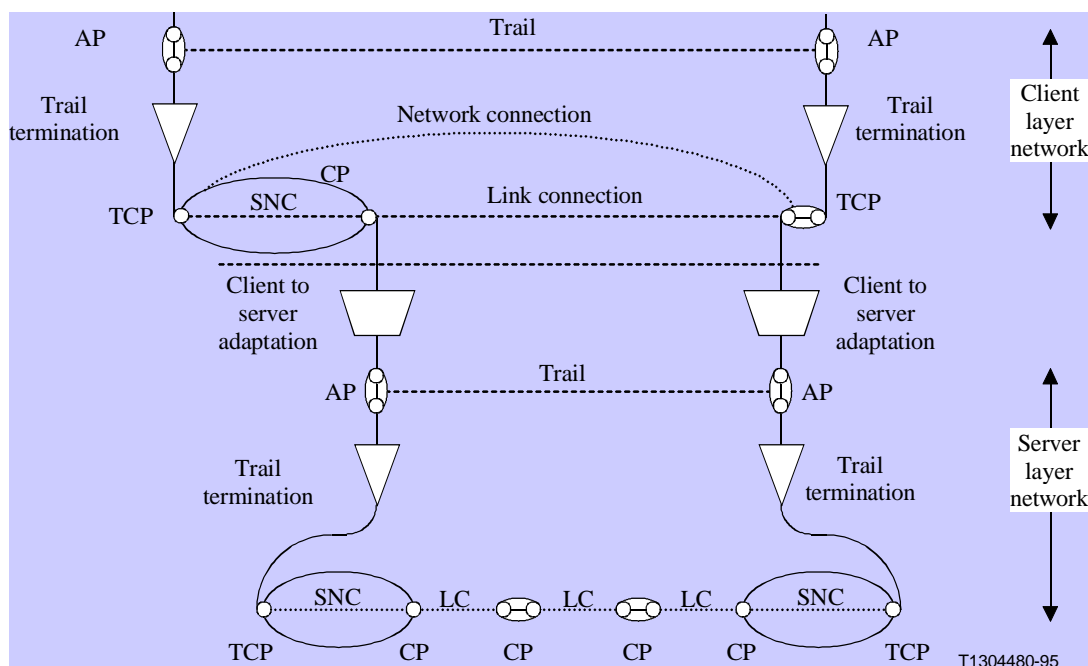 AP
Trail
AP
Trail
termination
Trail
termination
Client
layer
network
Network connection
CP
SNC
Link connection
TCP
TCP
Client to
server
adaptation
Client to
server
adaptation
Trail
AP
AP
Trail
termination
Trail
termination
Server
layer
network
SNC
LC
LC
LC
SNC
TCP
CP
CP
CP
CP
TCP
T1304480-95